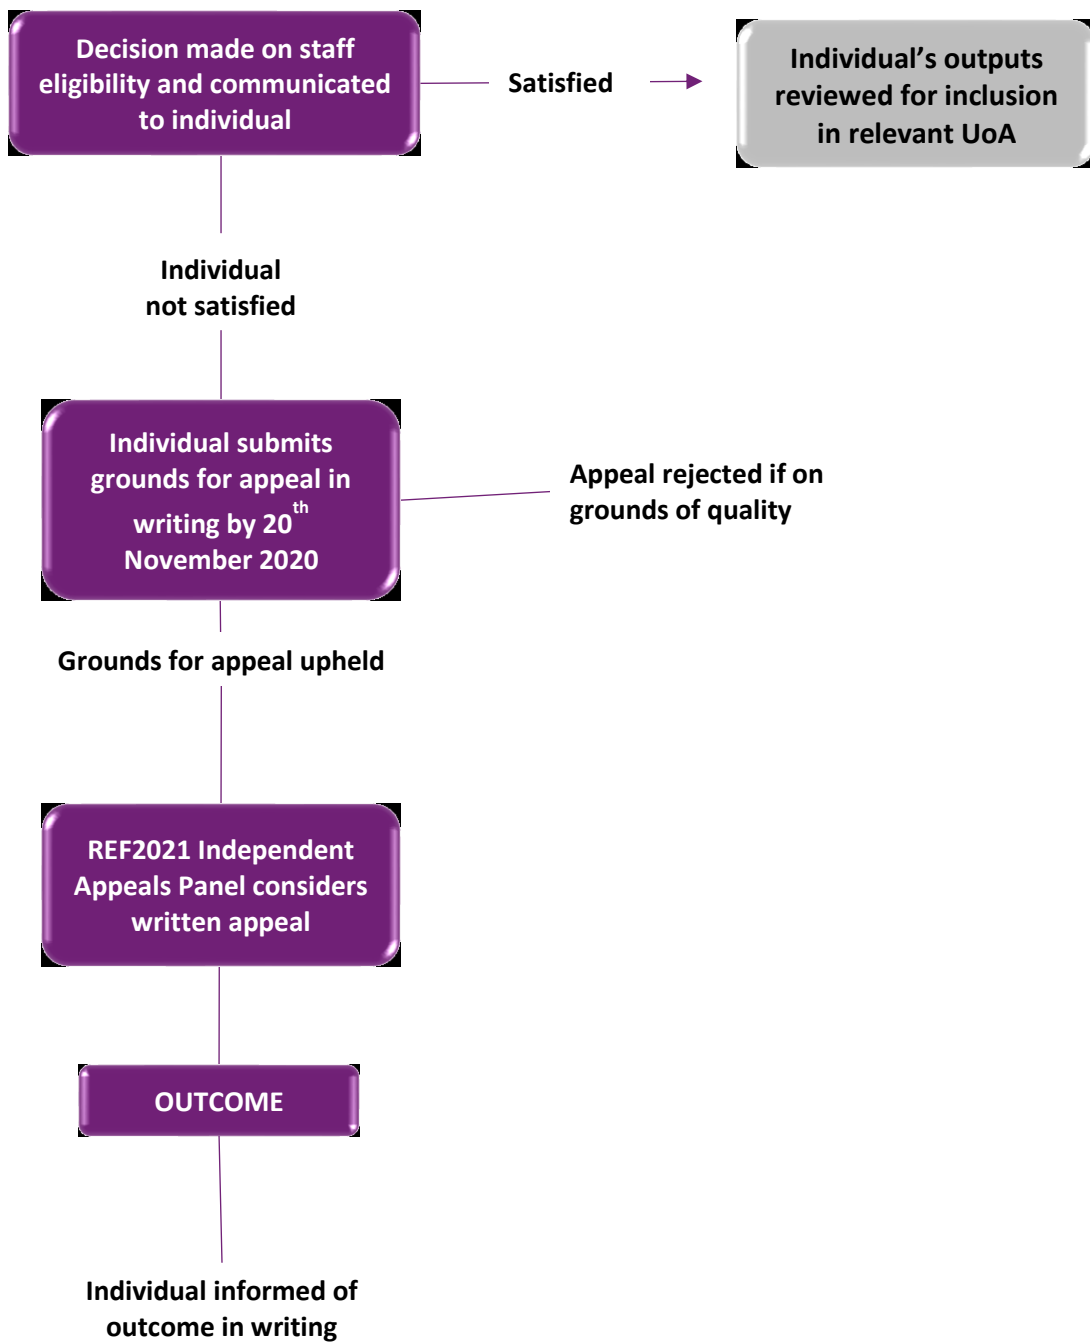 Decision made on staff
eligibility and communicated
to individual
Satisfied
Individual’s outputs
reviewed for inclusion
in relevant UoA
Individual
not satisfied
Individual submits
grounds for appeal in
writing by 20th
November 2020
Appeal rejected if on
grounds of quality
Grounds for appeal upheld
REF2021 Independent
Appeals Panel considers
written appeal
OUTCOME
Individual informed of
outcome in writing